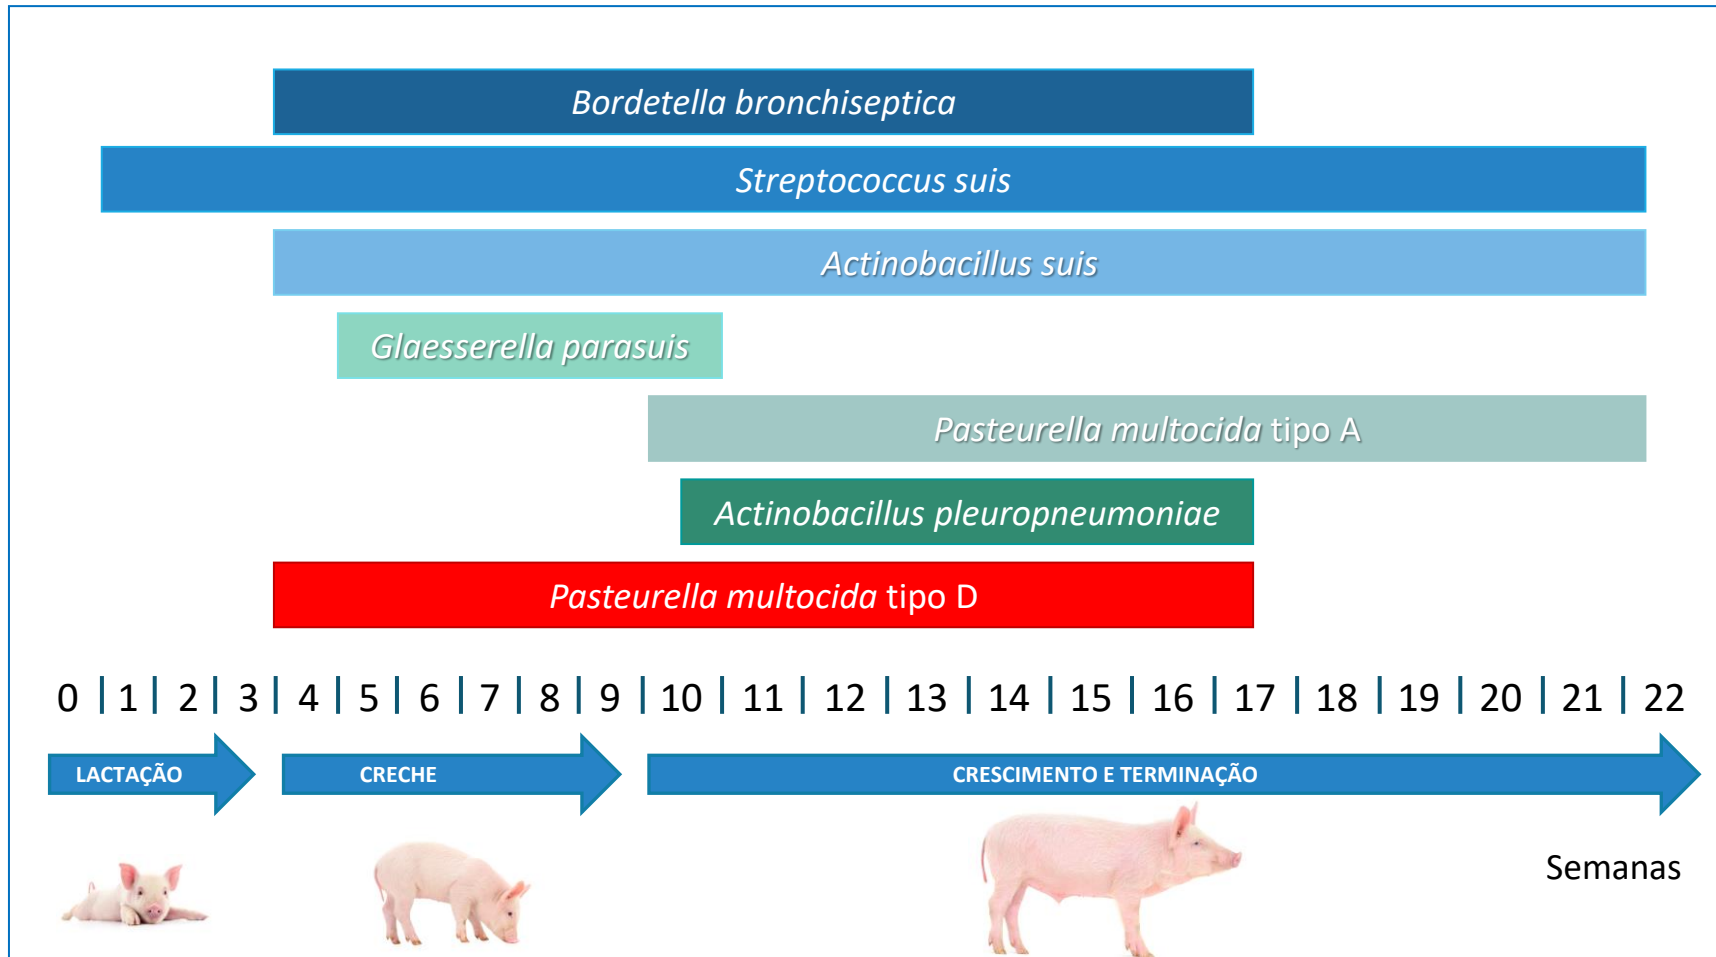 Bordetella bronchiseptica
Streptococcus suis
Actinobacillus suis
Glaesserella parasuis
Pasteurella multocida tipo A
Actinobacillus pleuropneumoniae
Pasteurella multocida tipo D
0 | 1 | 2 | 3 | 4 | 5 | 6 | 7 | 8 | 9 | 10 | 11 | 12 | 13 | 14 | 15 | 16 | 17 | 18 | 19 | 20 | 21 | 22
LACTAÇÃO CRECHE CRESCIMENTO E TERMINAÇÃO
Semanas